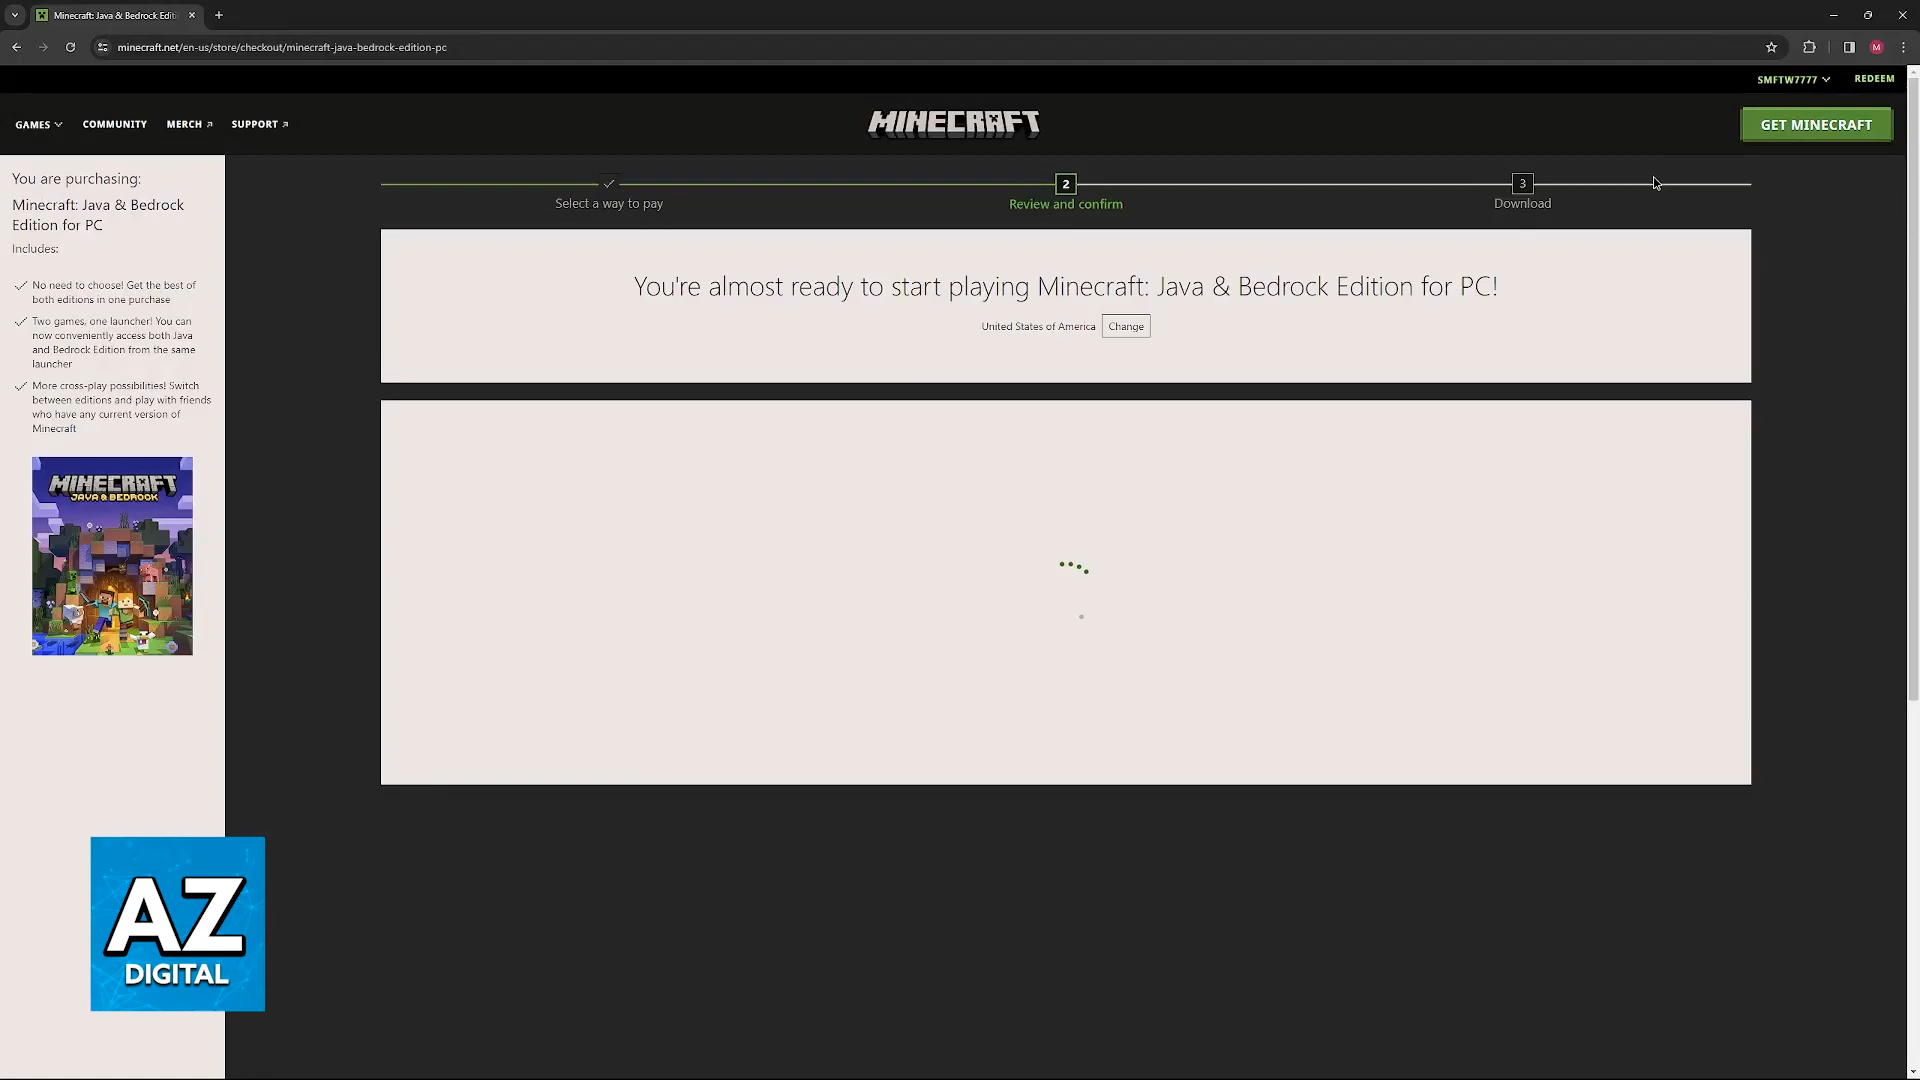 Minecraft: Java & Bedrock Editi
minecraft.net/en-us/store/checkout/minecraft-java-bedrock-edition-pc
M
SMFTW7777
REDEEM
GAMES
COMMUNITY
MERCH
SUPPORT
MINECRAFT
GET MINECRAFT
You are purchasing:
Minecraft: Java & Bedrock
Edition for PC
Includes:
No need to choose! Get the best of
both editions in one purchase
Two games, one launcher! You can
now conveniently access both Java
and Bedrock Edition from the same
launcher
More cross-play possibilities! Switch
between editions and play with friends
who have any current version of
Minecraft
MINECRAFT
JAVA & BEDROCK
2
3
Select a way to pay
Review and confirm
Download
You're almost ready to start playing Minecraft: Java & Bedrock Edition for PC!
United States of America
Change
AZ
DIGITAL